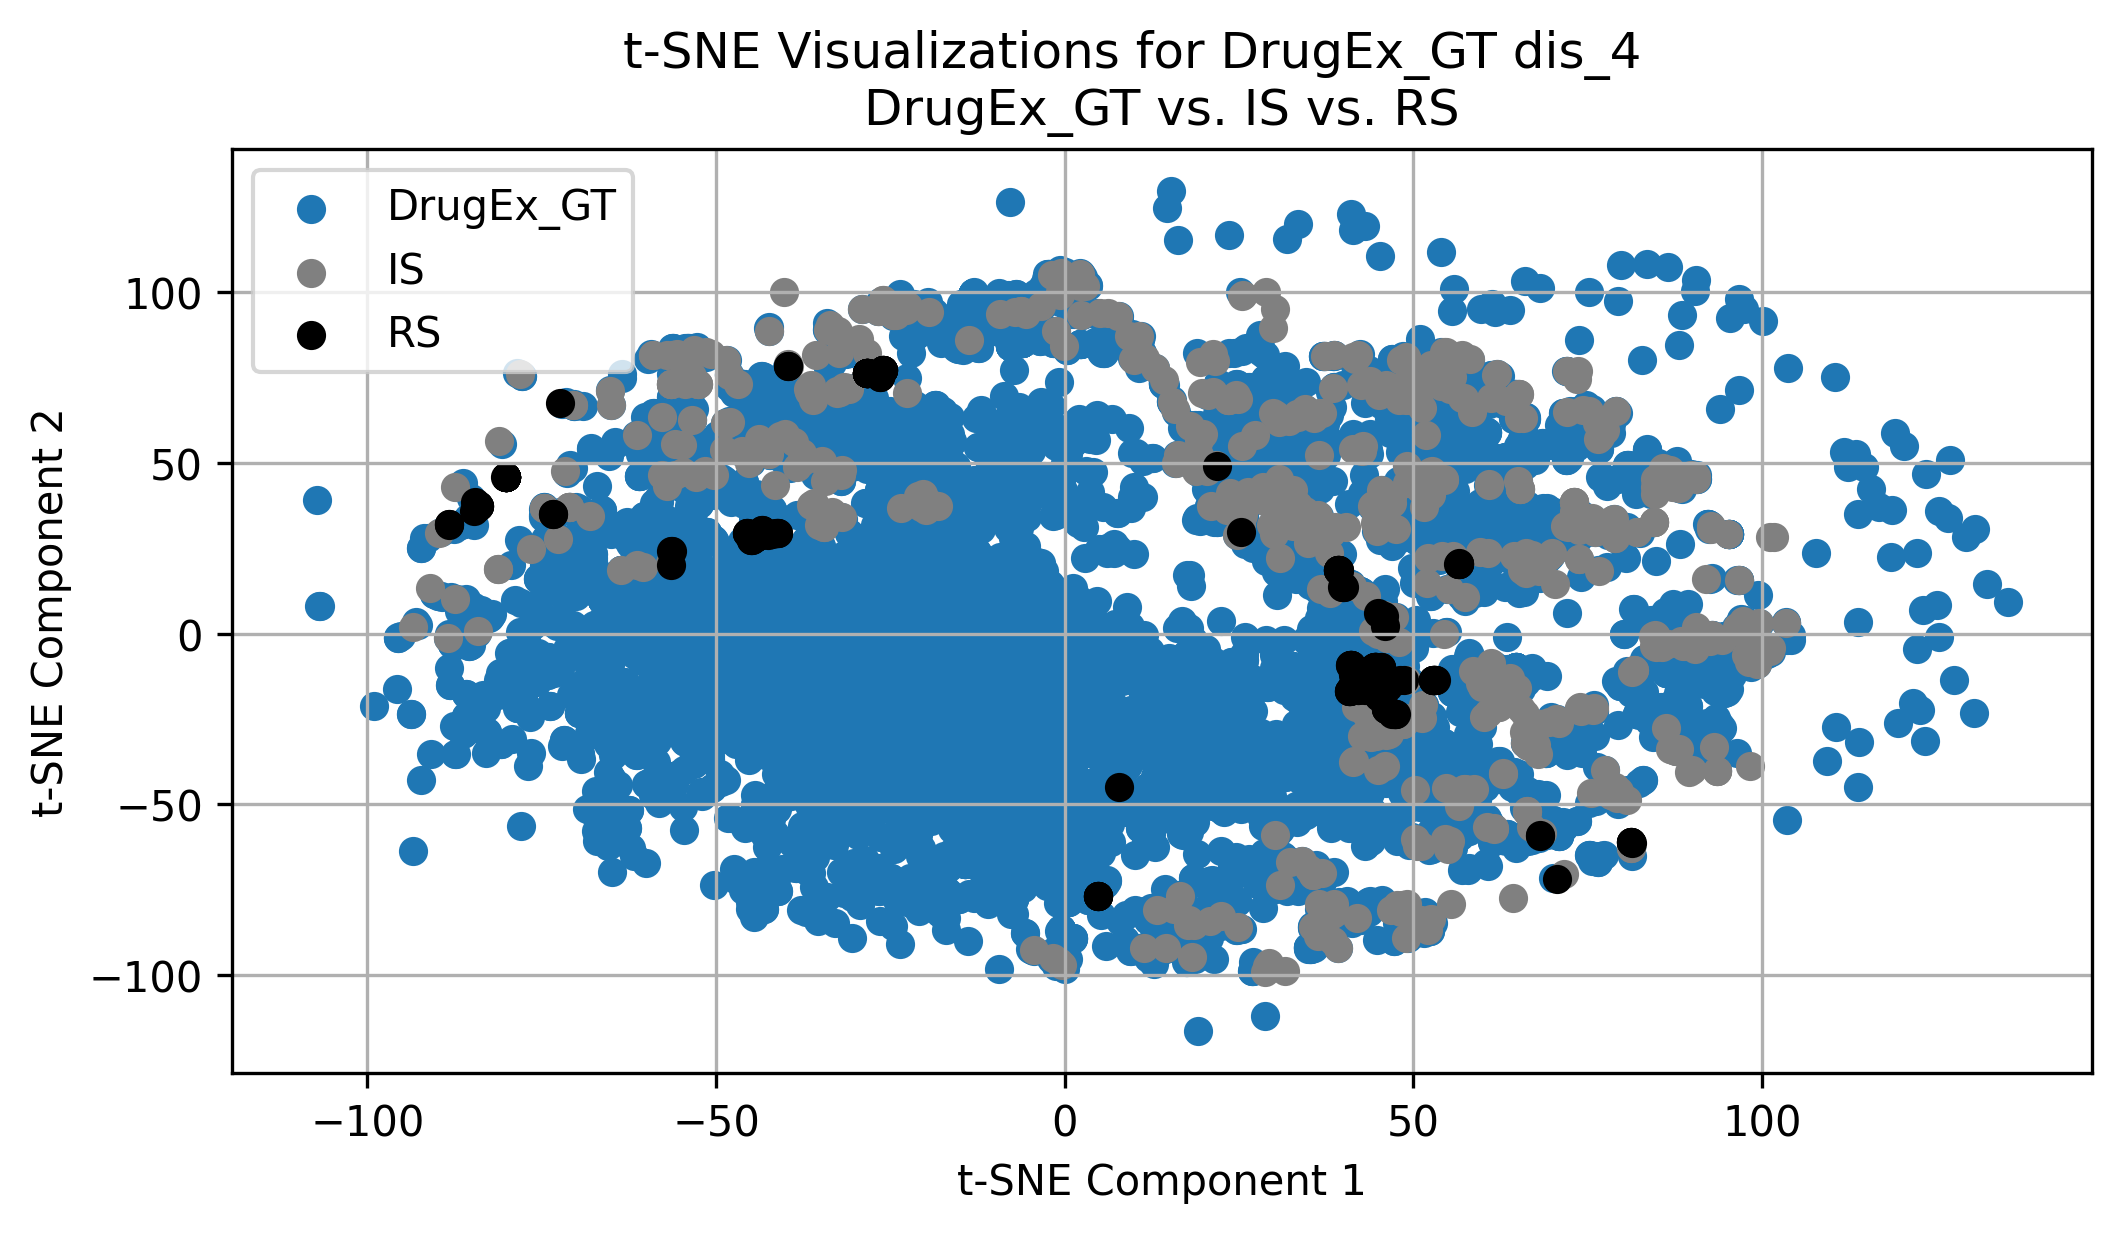 t-SNE Visualizations for DrugEx_GT dis_4
DrugEx_GT vs. IS vs. RS
DrugEx_GT
IS
RS
100
50
0
−50
−100
t-SNE Component 2
−100
−50
0
50
100
t-SNE Component 1